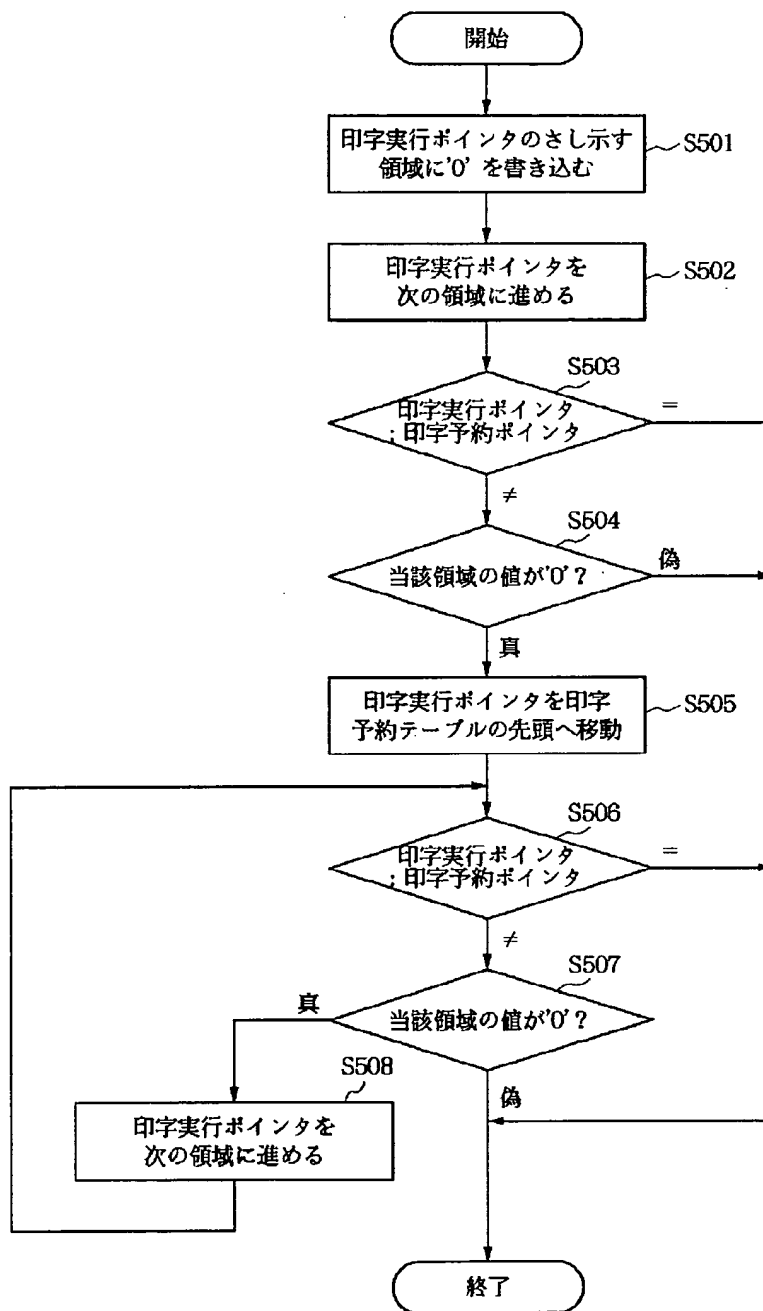 開始
印字実行ポインタのさし示す
領域に'0' を書き込む
S501
印字実行ポインタを
次の領域に進める
S502
S503
印字実行ポインタ
;印字予約ポインタ
=
≠
S504
当該領域の値が'0'?
偽
真
印字実行ポインタを印字
予約テーブルの先頭へ移動
S505
S506
印字実行ポインタ
;印字予約ポインタ
=
≠
S507
当該領域の値が'0'?
真
偽
S508
印字実行ポインタを
次の領域に進める
終了